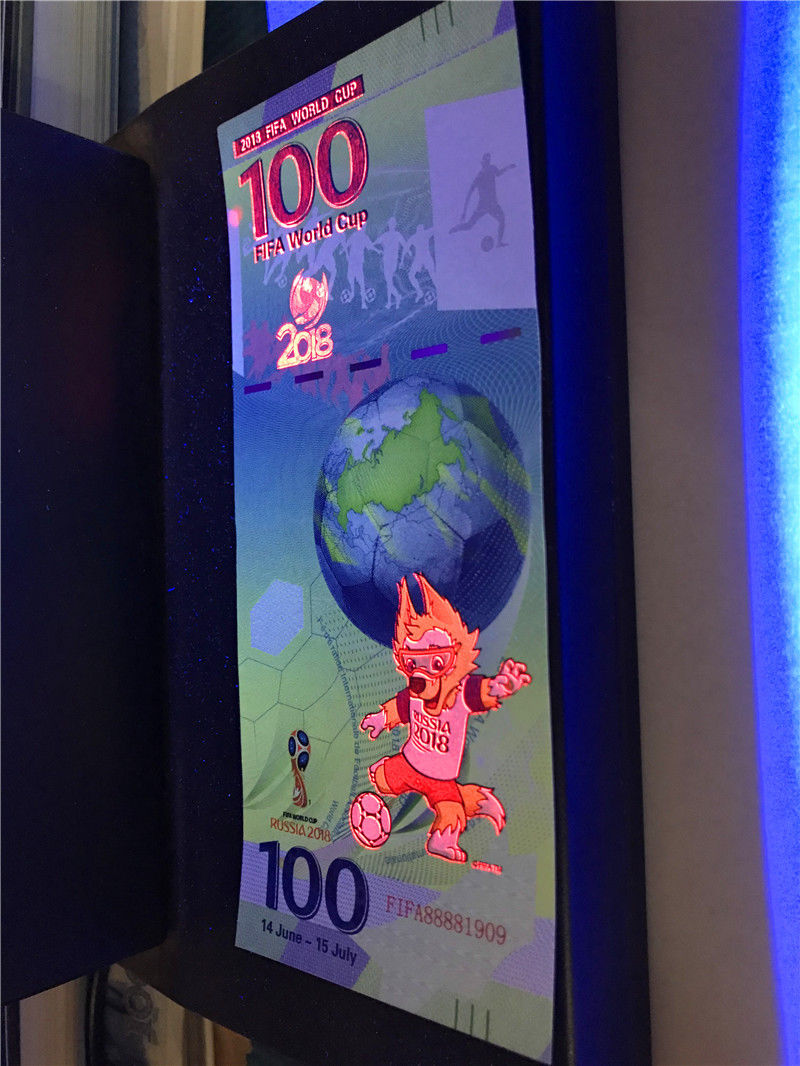 2018 FIFA WORLD CUP
100
FIFA World Cup
2018
RUSSIA
2018
FIFA WORLD CUP
RUSSIA 2018
100
FIFA88881909
14 June – 15 July